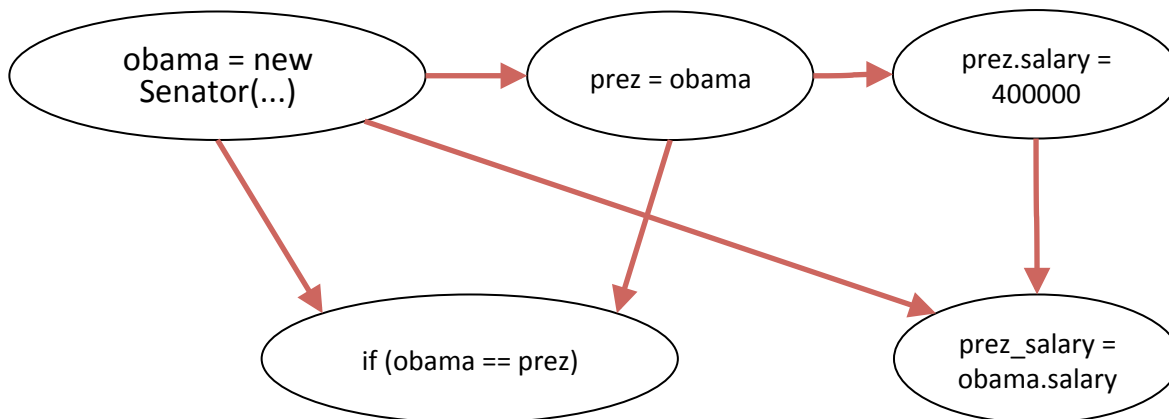 obama = new
Senator(...)
prez = obama
prez.salary =
400000
if (obama == prez)
prez_salary =
obama.salary